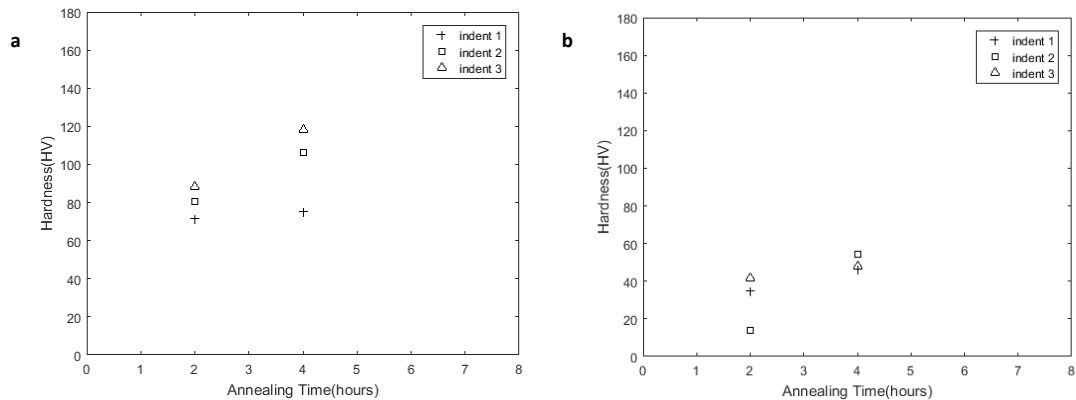 a
180
160
140
120
100
80
60
40
20
0
Hardness(HV)
indent 1
indent 2
indent 3
0 1 2 3 4 5 6 7 8
Annealing Time(hours)
b
180
160
140
120
100
80
60
40
20
0
Hardness(HV)
indent 1
indent 2
indent 3
0 1 2 3 4 5 6 7 8
Annealing Time(hours)